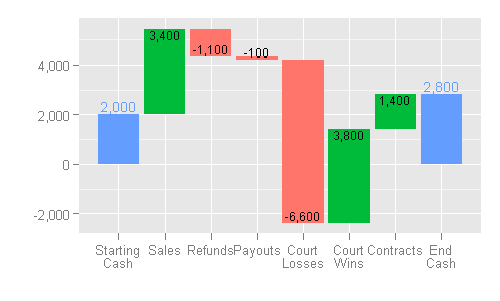 3,400
-1,100
-100
4,000
2,000
2,800
1,400
2,000
3,800
0
-2,000
-6,600
Starting Cash
Sales
Refunds
Payouts
Court Losses
Court Wins
Contracts
End Cash